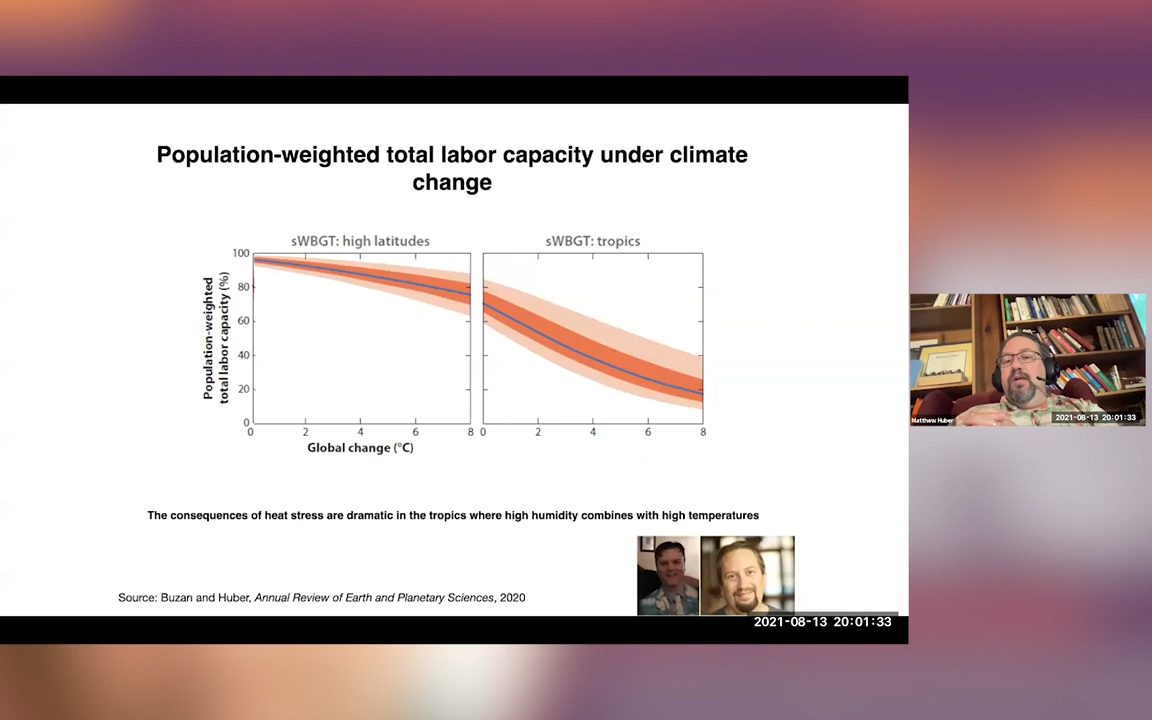 Population-weighted total labor capacity under climate
change
sWBGT: high latitudes
sWBGT: tropics
Population-weighted
total labor capacity (%)
100
80
60
40
20
0
0 2 4 6 8
0 2 4 6 8
Global change (°C)
The consequences of heat stress are dramatic in the tropics where high humidity combines with high temperatures
Source: Buzan and Huber, Annual Review of Earth and Planetary Sciences, 2020
2021-08-13 20:01:33
Matthew Huber
2021-08-13 20:01:33